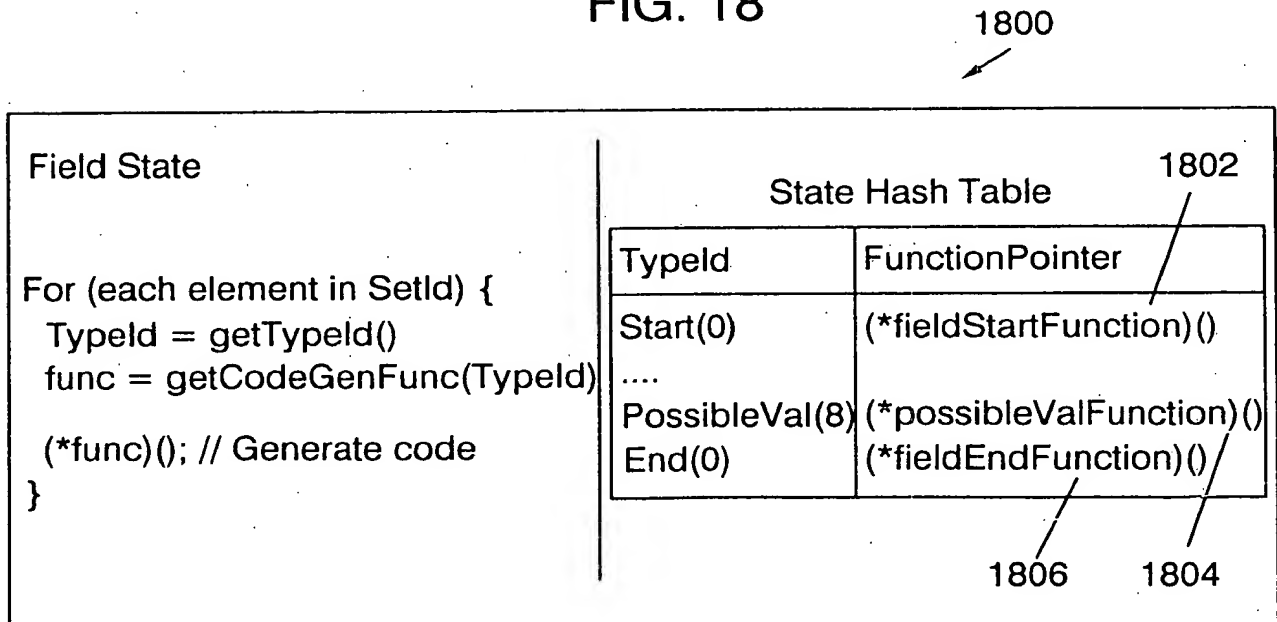 FIG. 18
1800
Field State
For (each element in SetId) {
TypeId = getTypeId()
func = getCodeGenFunc(TypeId)
(*func)(); // Generate code
}
1802
State Hash Table
TypeId FunctionPointer
Start(0) (*fieldStartFunction)()
....
PossibleVal(8) (*possibleValFunction)()
End(0) (*fieldEndFunction)()
1806 1804